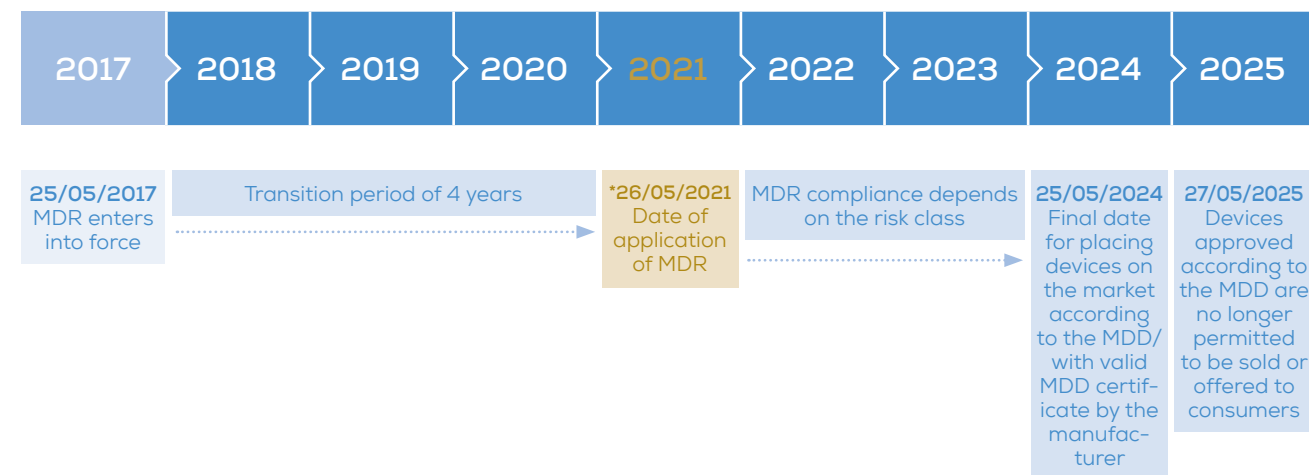 2017
2018
2019
2020
2021
2022
2023
2024
2025
25/05/2017
MDR enters
into force
Transition period of 4 years
*26/05/2021
Date of
application
of MDR
MDR compliance depends
on the risk class
25/05/2024
Final date
for placing
devices on
the market
according
to the MDD/
with valid
MDD certif-
icate by the
manufac-
turer
27/05/2025
Devices
approved
according to
the MDD are
no longer
permitted
to be sold or
offered to
consumers